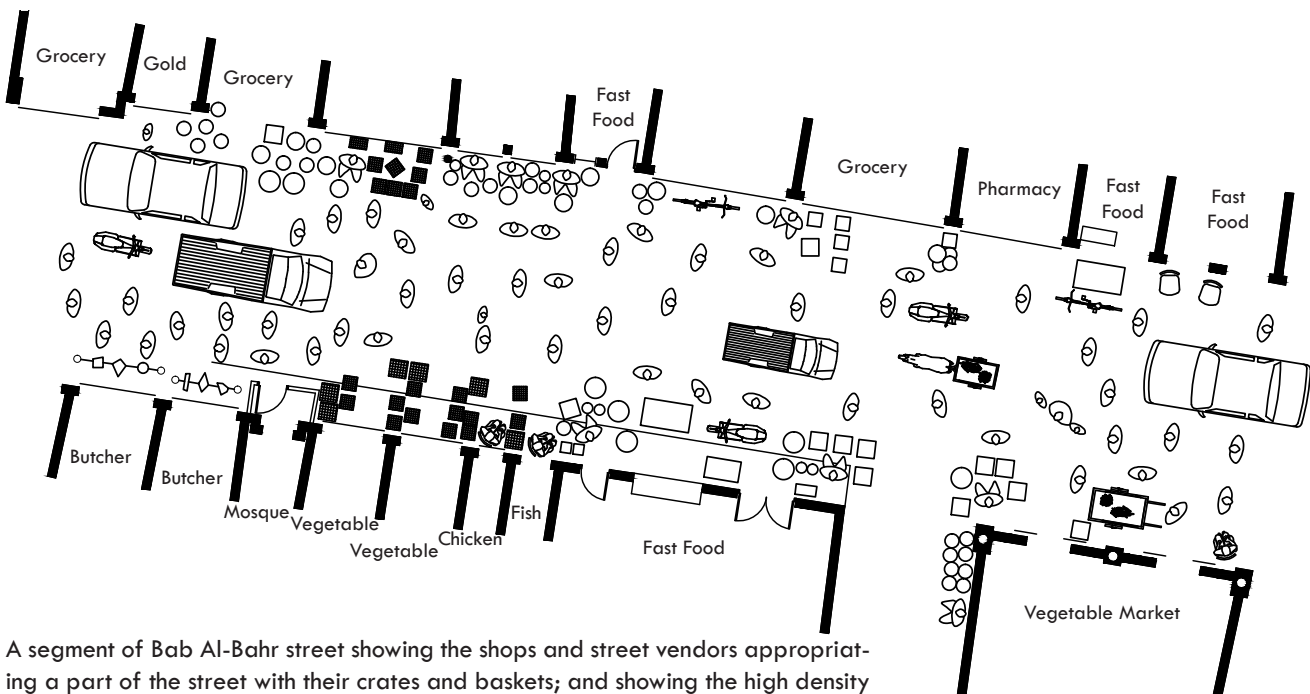 Grocery
Gold
Grocery
Fast
Food
Grocery
Pharmacy
Fast
Food
Fast
Food
Butcher
Butcher
Mosque
Vegetable
Vegetable
Chicken
Fish
Fast Food
Vegetable Market
A segment of Bab Al-Bahr street showing the shops and street vendors appropriat-
ing a part of the street with their crates and baskets; and showing the high density